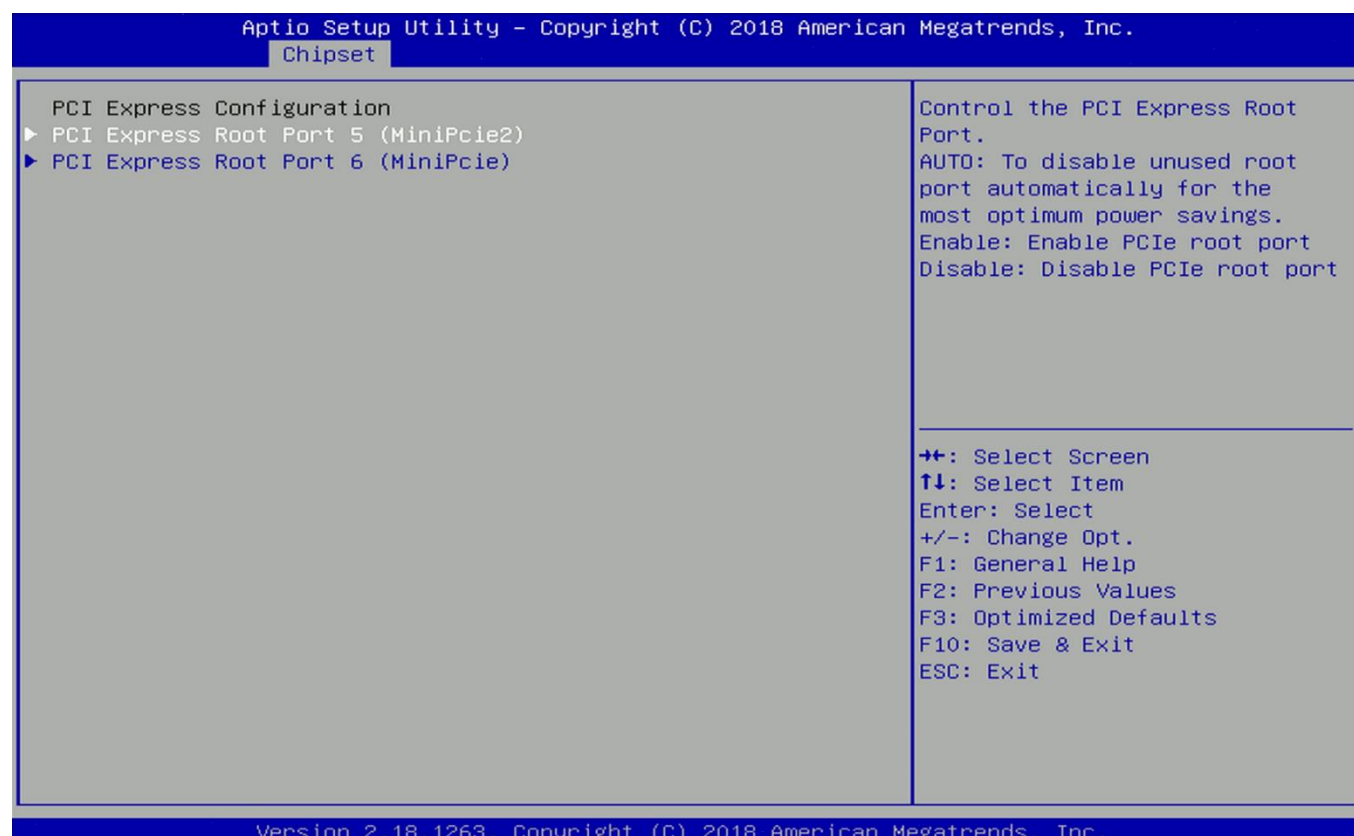 Aptio Setup Utility – Copyright (C) 2018 American Megatrends, Inc.
Chipset
PCI Express Configuration
▶ PCI Express Root Port 5 (MiniPcie2)
▶ PCI Express Root Port 6 (MiniPcie)
Control the PCI Express Root
Port.
AUTO: To disable unused root
port automatically for the
most optimum power savings.
Enable: Enable PCIe root port
Disable: Disable PCIe root port
→←: Select Screen
↑↓: Select Item
Enter: Select
+/-: Change Opt.
F1: General Help
F2: Previous Values
F3: Optimized Defaults
F10: Save & Exit
ESC: Exit
Version 2.18.1263. Copyright (C) 2018 American Megatrends, Inc.